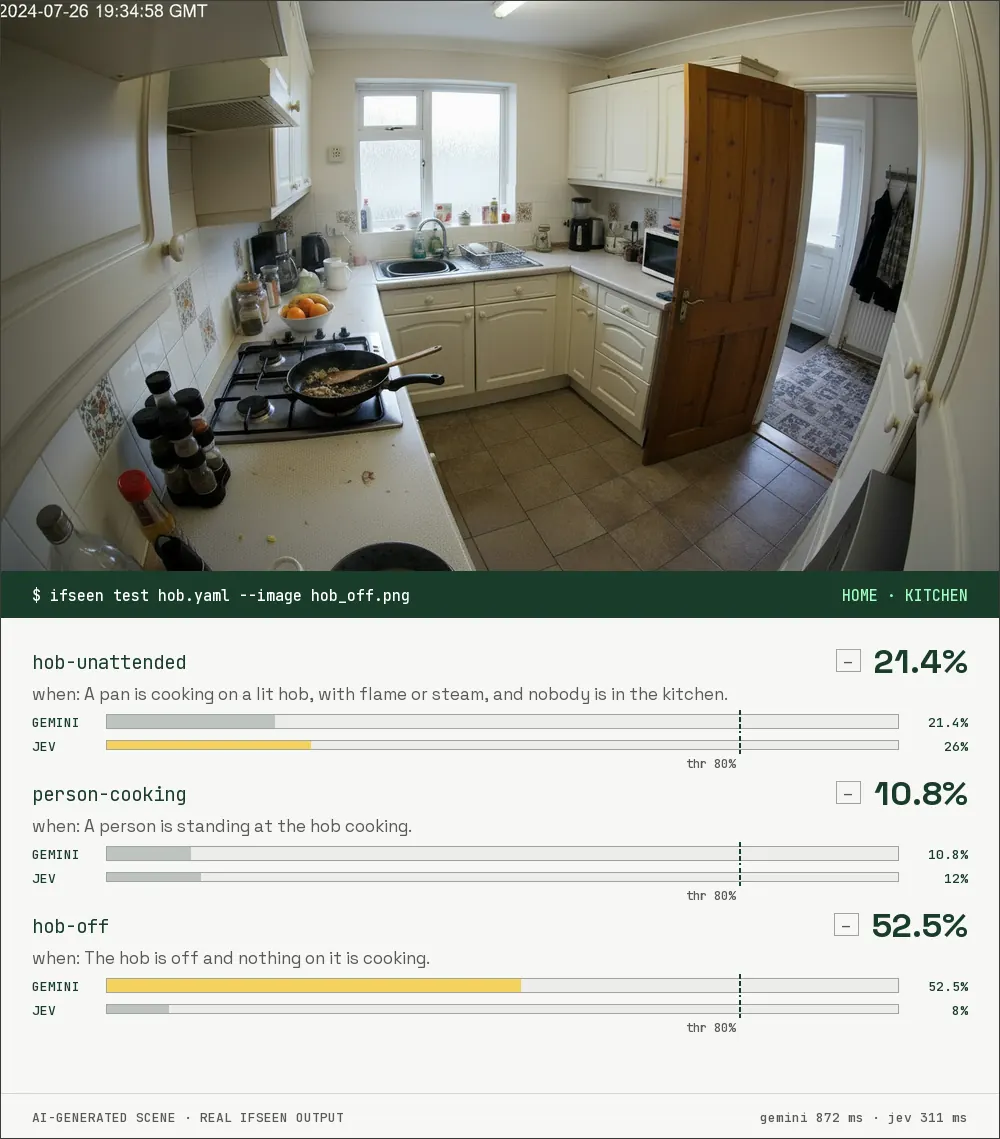 2024-07-26 19:34:58 GMT
$ ifseen test hob.yaml --image hob_off.png
HOME · KITCHEN
hob-unattended
– 21.4%
when: A pan is cooking on a lit hob, with flame or steam, and nobody is in the kitchen.
GEMINI 21.4%
JEV 26%
thr 80%
person-cooking
– 10.8%
when: A person is standing at the hob cooking.
GEMINI 10.8%
JEV 12%
thr 80%
hob-off
– 52.5%
when: The hob is off and nothing on it is cooking.
GEMINI 52.5%
JEV 8%
thr 80%
AI-GENERATED SCENE · REAL IFSEEN OUTPUT
gemini 872 ms · jev 311 ms